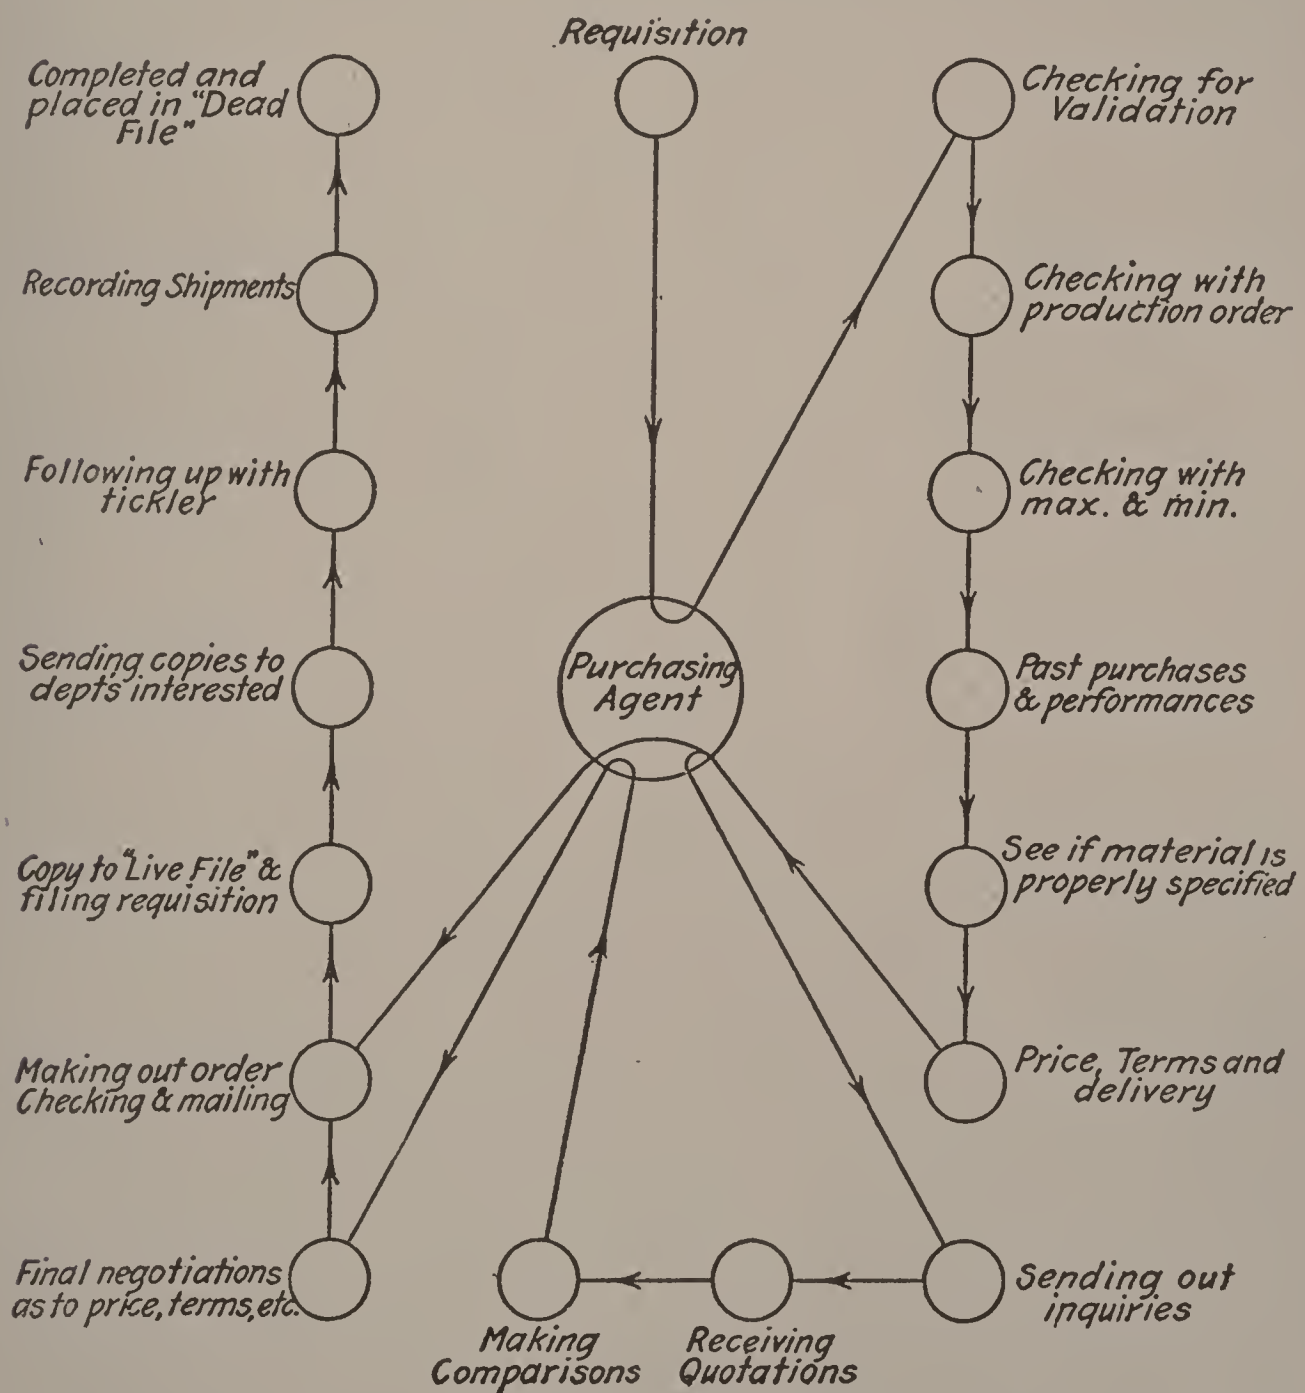 Requisition
Completed and
placed in "Dead
File"
Checking for
Validation
Recording Shipments
Checking with
production order
Following up with
tickler
Checking with
max. & min.
Sending copies to
depts interested
Purchasing
Agent
Past purchases
& performances
Copy to "Live File" &
filing requisition
See if material is
properly specified
Making out order
Checking & mailing
Price, Terms and
delivery
Final negotiations
as to price, terms, etc.
Sending out
inquiries
Making
Comparisons
Receiving
Quotations